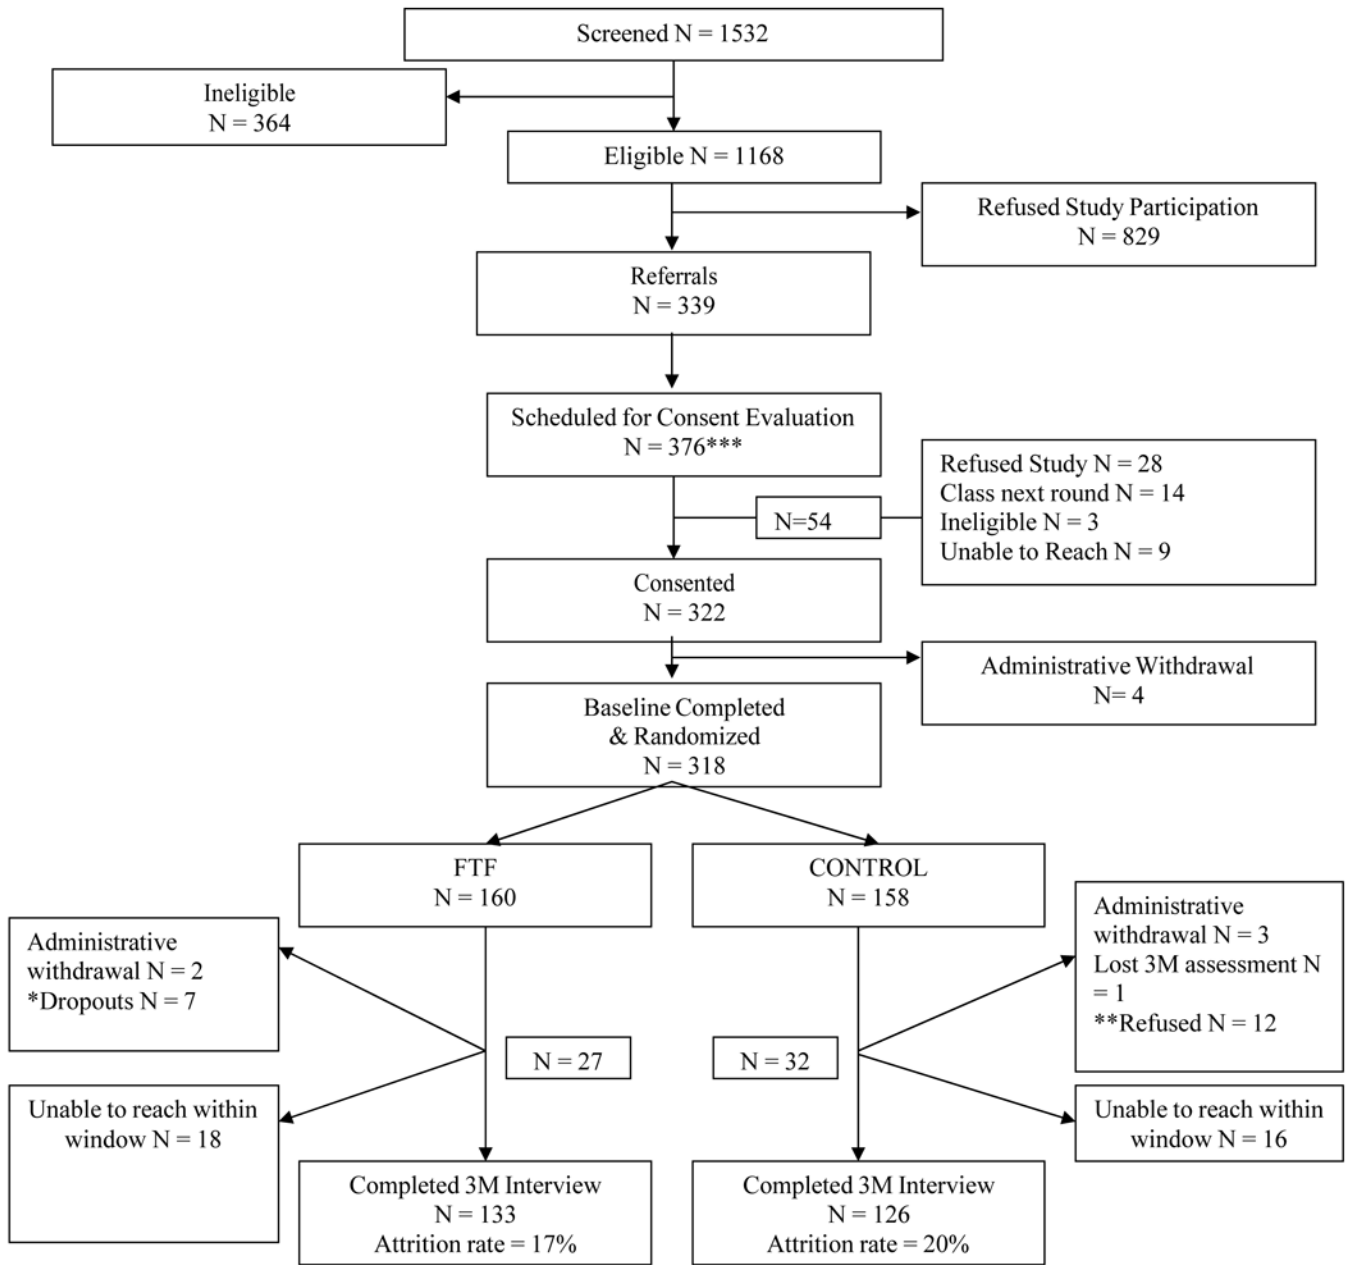 Screened N = 1532
Ineligible
N = 364
Eligible N = 1168
Refused Study Participation
N = 829
Referrals
N = 339
Scheduled for Consent Evaluation
N = 376***
Refused Study N = 28
Class next round N = 14
Ineligible N = 3
Unable to Reach N = 9
N=54
Consented
N = 322
Administrative Withdrawal
N= 4
Baseline Completed
& Randomized
N = 318
FTF
N = 160
CONTROL
N = 158
Administrative
withdrawal N = 2
*Dropouts N = 7
Administrative
withdrawal N = 3
Lost 3M assessment N
= 1
**Refused N = 12
N = 27
N = 32
Unable to reach within
window N = 18
Unable to reach within
window N = 16
Completed 3M Interview
N = 133
Attrition rate = 17%
Completed 3M Interview
N = 126
Attrition rate = 20%